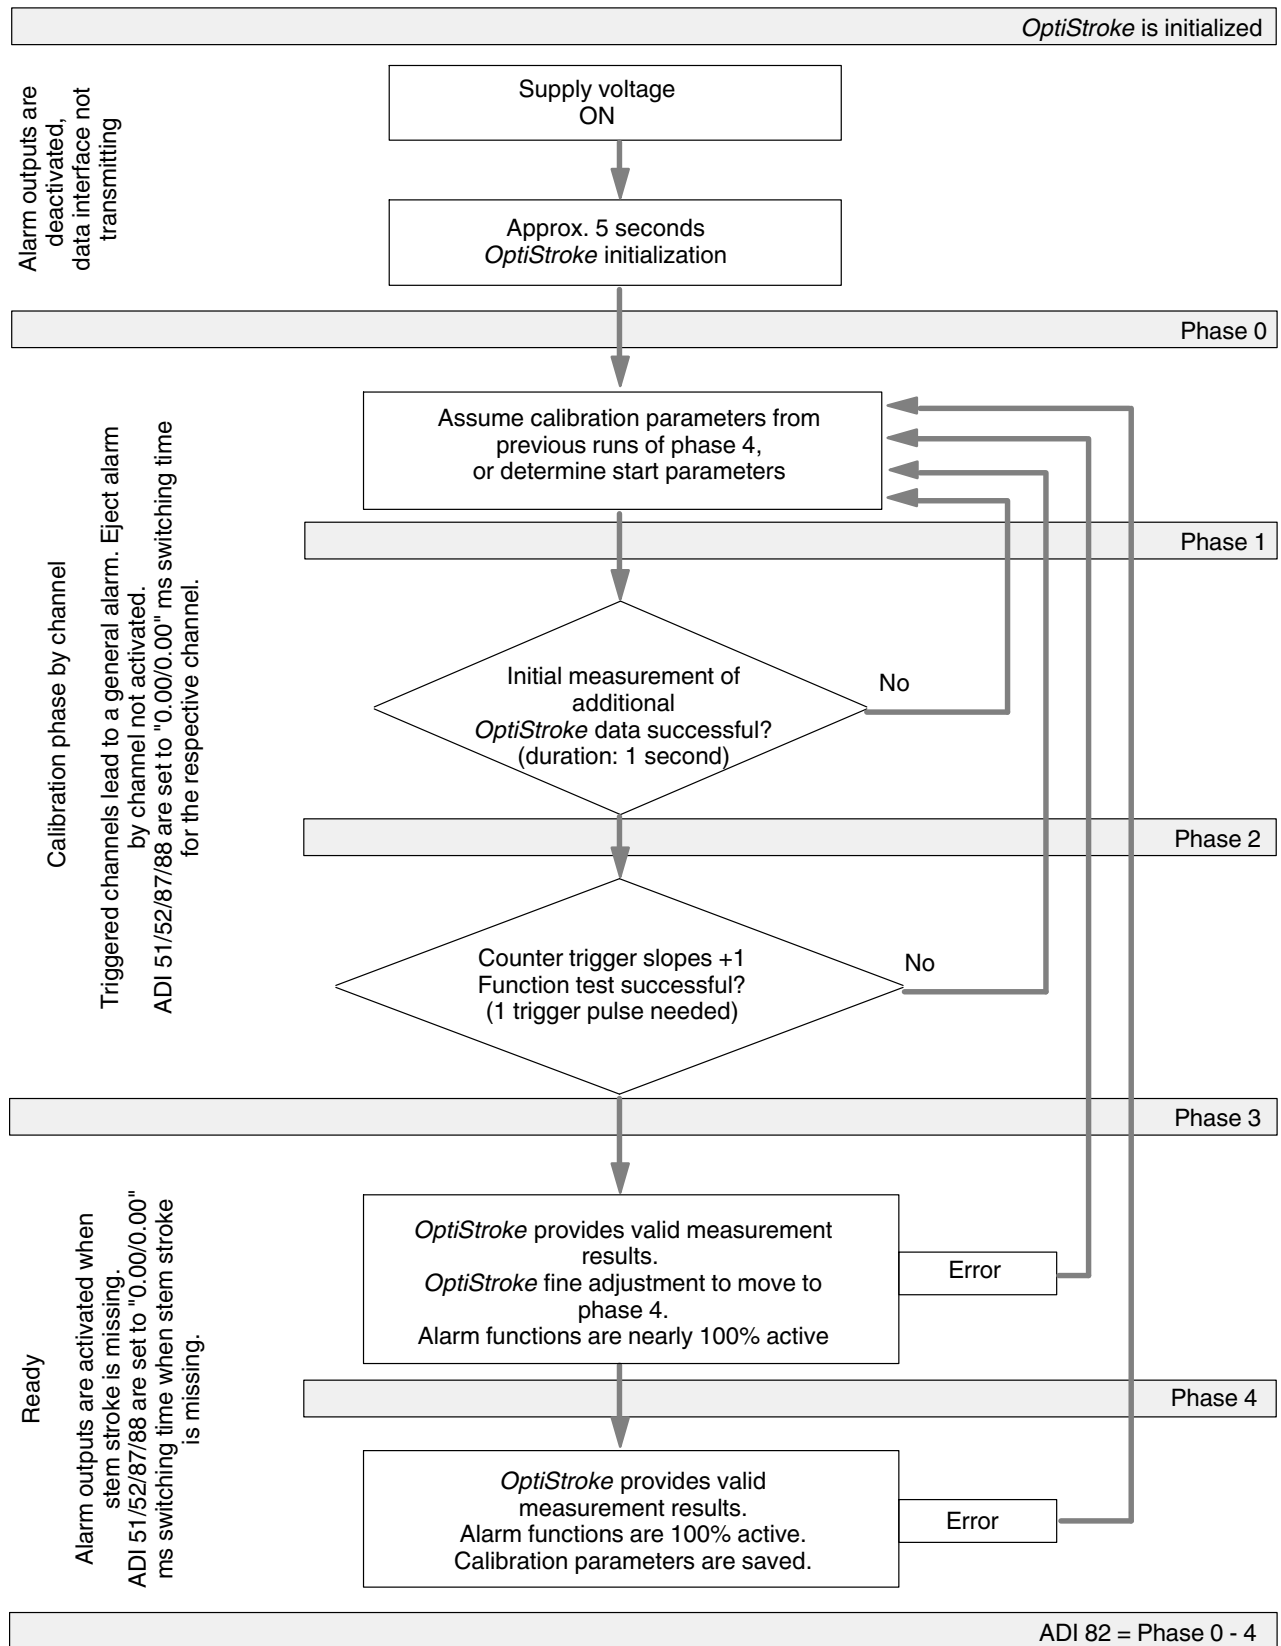 OptiStroke is initialized
Alarm outputs are
deactivated,
data interface not
transmitting
Supply voltage
ON
Approx. 5 seconds
OptiStroke initialization
Phase 0
Calibration phase by channel
Triggered channels lead to a general alarm. Eject alarm
by channel not activated.
ADI 51/52/87/88 are set to "0.00/0.00" ms switching time
for the respective channel.
Assume calibration parameters from
previous runs of phase 4,
or determine start parameters
Phase 1
Initial measurement of
additional
OptiStroke data successful?
(duration: 1 second)
No
Phase 2
Counter trigger slopes +1
Function test successful?
(1 trigger pulse needed)
No
Phase 3
Ready
Alarm outputs are activated when
stem stroke is missing.
ADI 51/52/87/88 are set to "0.00/0.00"
ms switching time when stem stroke
is missing.
OptiStroke provides valid measurement
results.
OptiStroke fine adjustment to move to
phase 4.
Alarm functions are nearly 100% active
Error
Phase 4
OptiStroke provides valid
measurement results.
Alarm functions are 100% active.
Calibration parameters are saved.
Error
ADI 82 = Phase 0 - 4